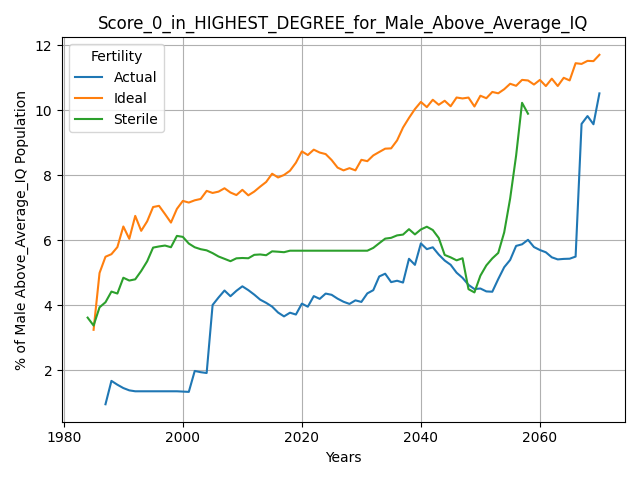 Score_0_in_HIGHEST_DEGREE_for_Male_Above_Average_IQ
Fertility
Actual
Ideal
Sterile
% of Male Above_Average_IQ Population
12
10
8
6
4
2
1980
2000
2020
2040
2060
Years